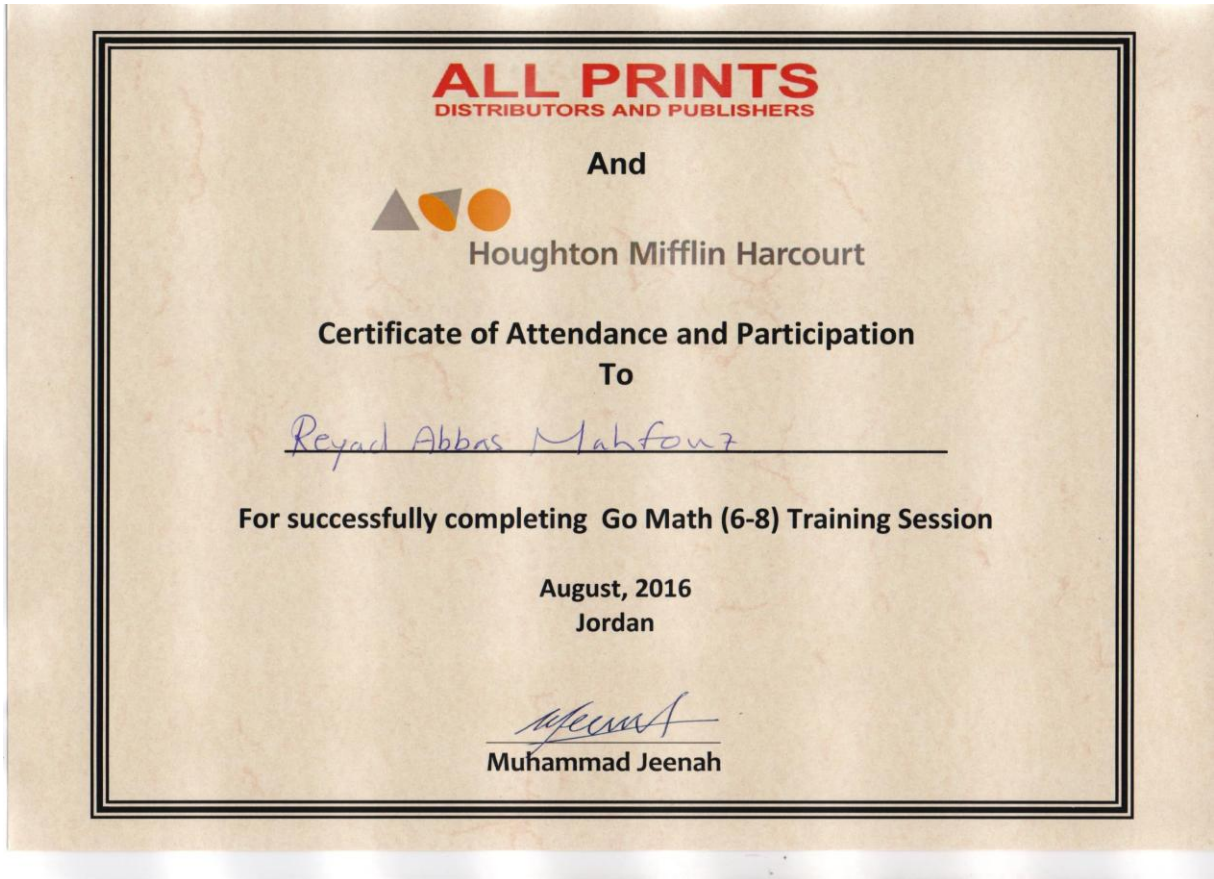 ALL PRINTS
DISTRIBUTORS AND PUBLISHERS
And
Houghton Mifflin Harcourt
Certificate of Attendance and Participation
To
Reyad Abbas Mahfouz
For successfully completing Go Math (6-8) Training Session
August, 2016
Jordan
Muhammad Jeenah